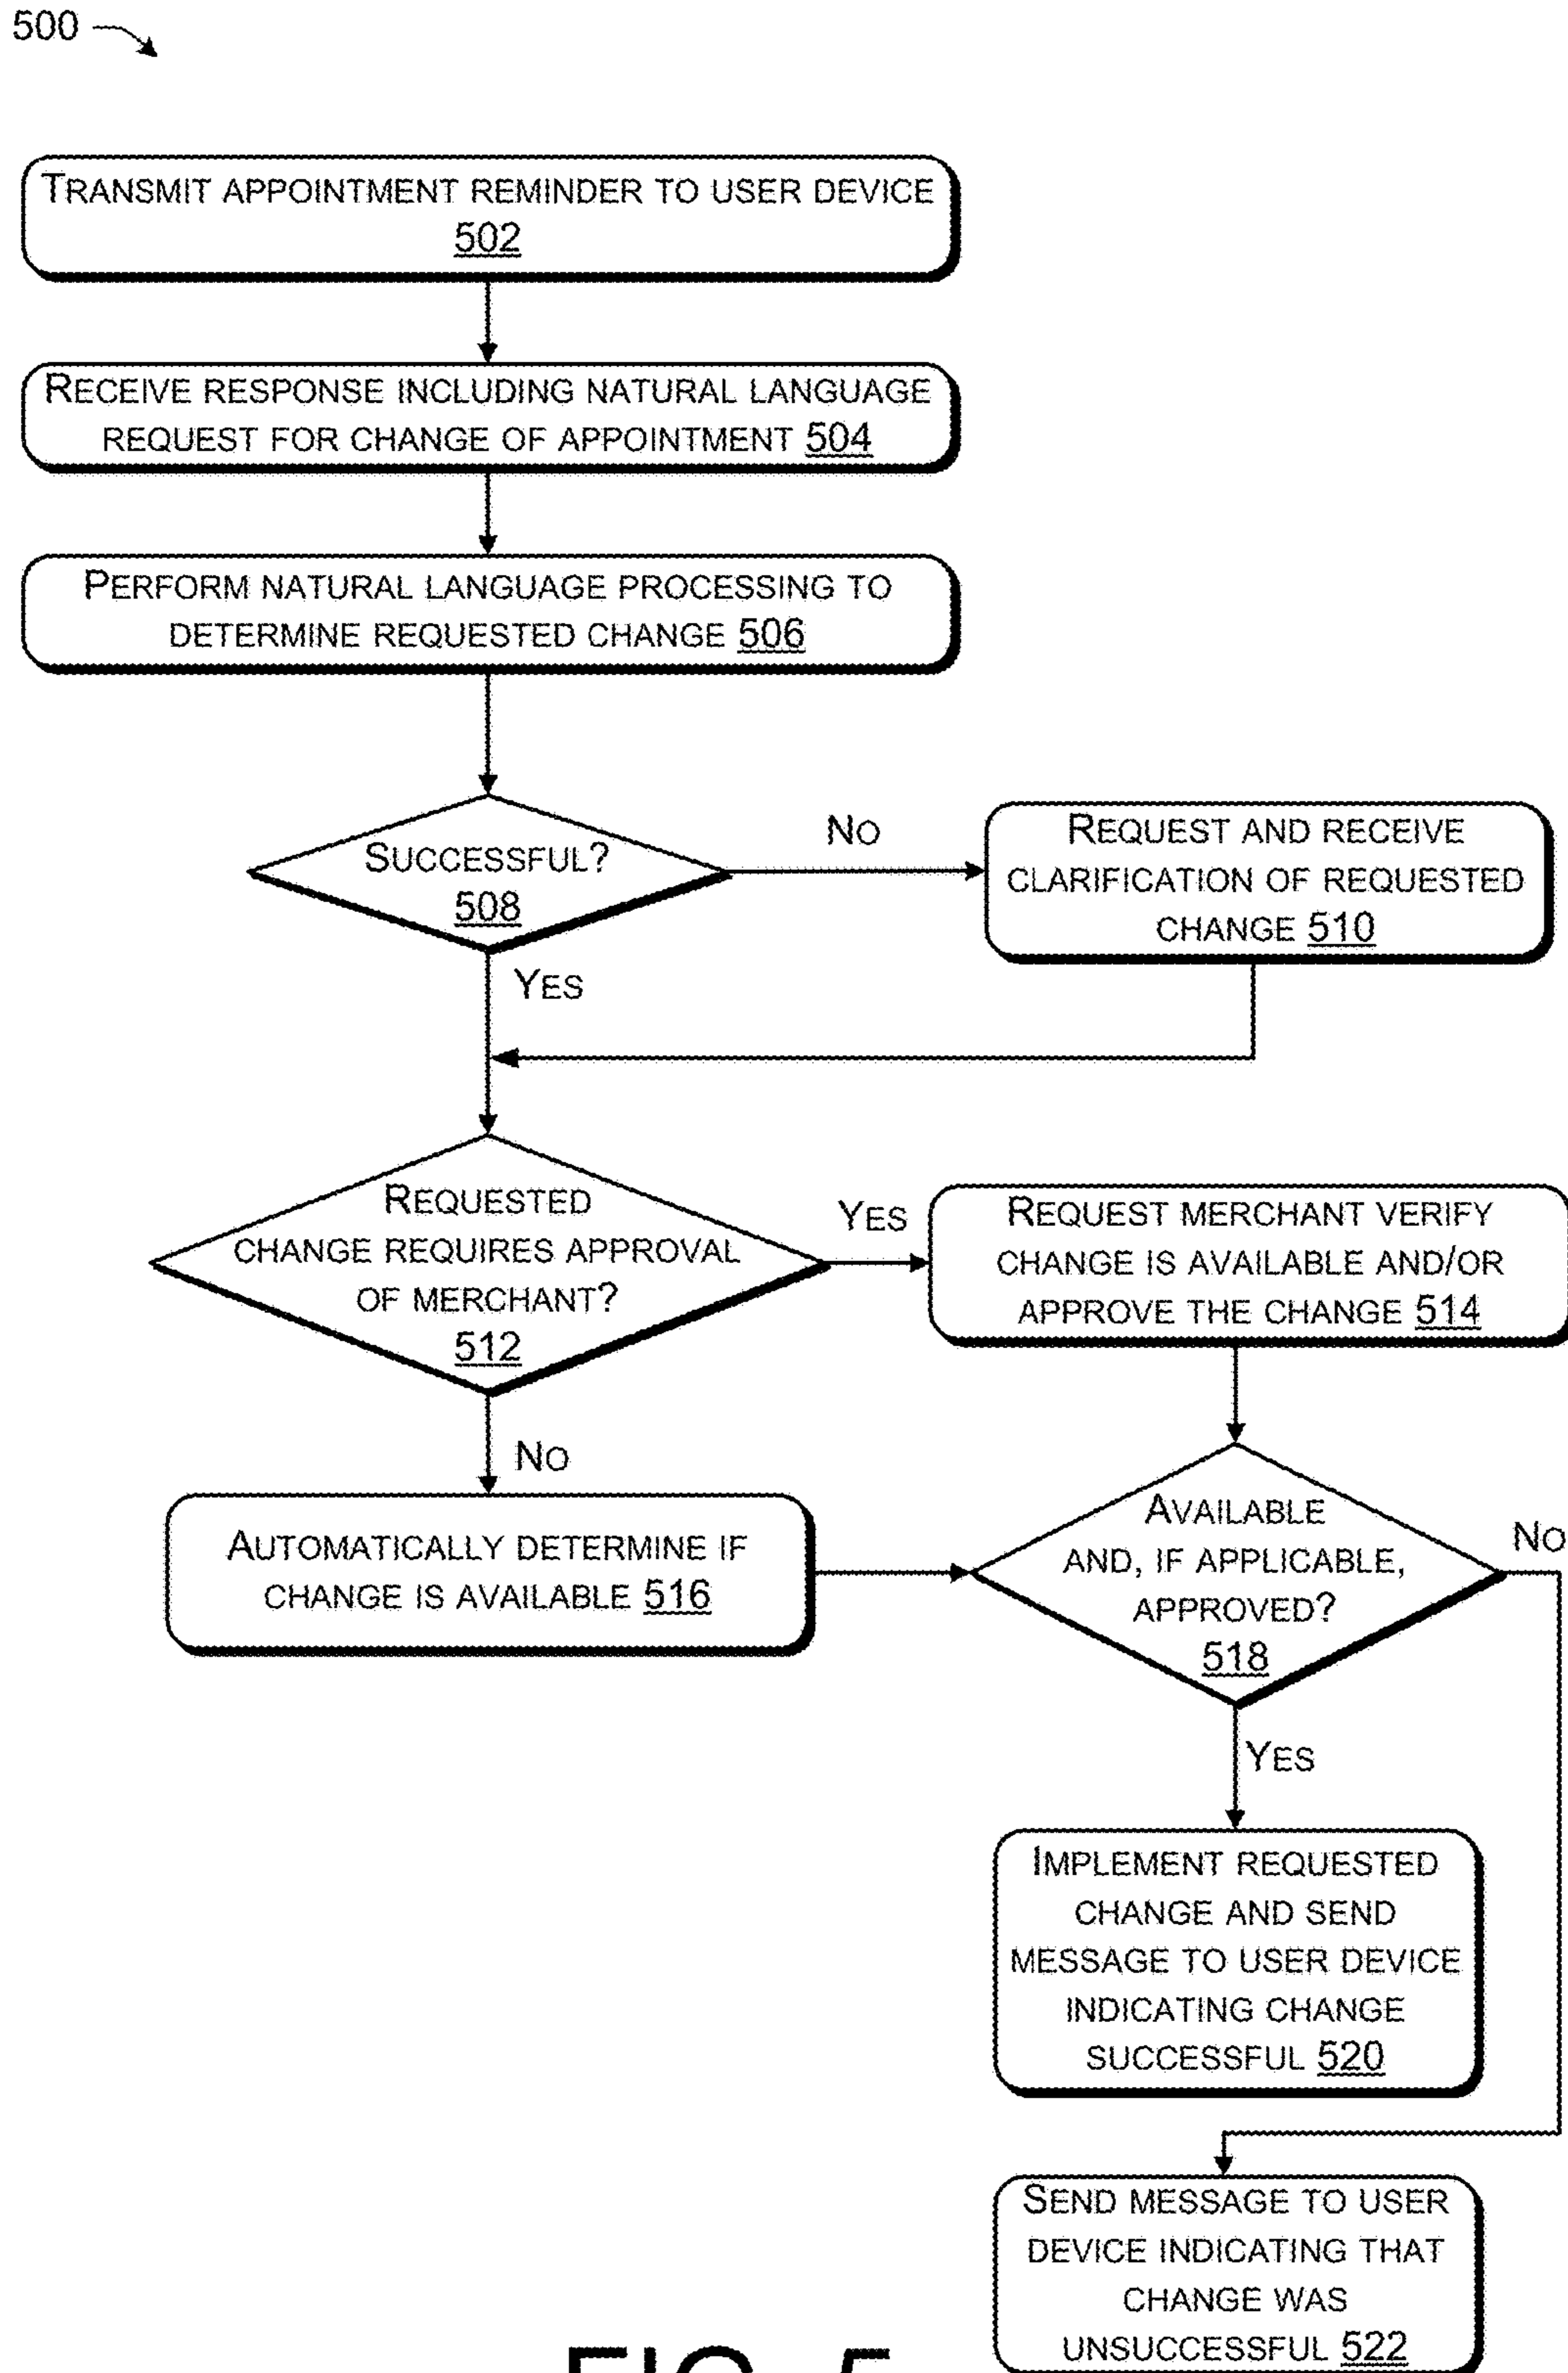 500
TRANSMIT APPOINTMENT REMINDER TO USER DEVICE
502
RECEIVE RESPONSE INCLUDING NATURAL LANGUAGE
REQUEST FOR CHANGE OF APPOINTMENT 504
PERFORM NATURAL LANGUAGE PROCESSING TO
DETERMINE REQUESTED CHANGE 506
SUCCESSFUL?
508
NO
REQUEST AND RECEIVE
CLARIFICATION OF REQUESTED
CHANGE 510
YES
REQUESTED
CHANGE REQUIRES APPROVAL
OF MERCHANT?
512
YES
REQUEST MERCHANT VERIFY
CHANGE IS AVAILABLE AND/OR
APPROVE THE CHANGE 514
NO
AUTOMATICALLY DETERMINE IF
CHANGE IS AVAILABLE 516
AVAILABLE
AND, IF APPLICABLE,
APPROVED?
518
NO
YES
IMPLEMENT REQUESTED
CHANGE AND SEND
MESSAGE TO USER DEVICE
INDICATING CHANGE
SUCCESSFUL 520
SEND MESSAGE TO USER
DEVICE INDICATING THAT
CHANGE WAS
UNSUCCESSFUL 522
FIG. 5